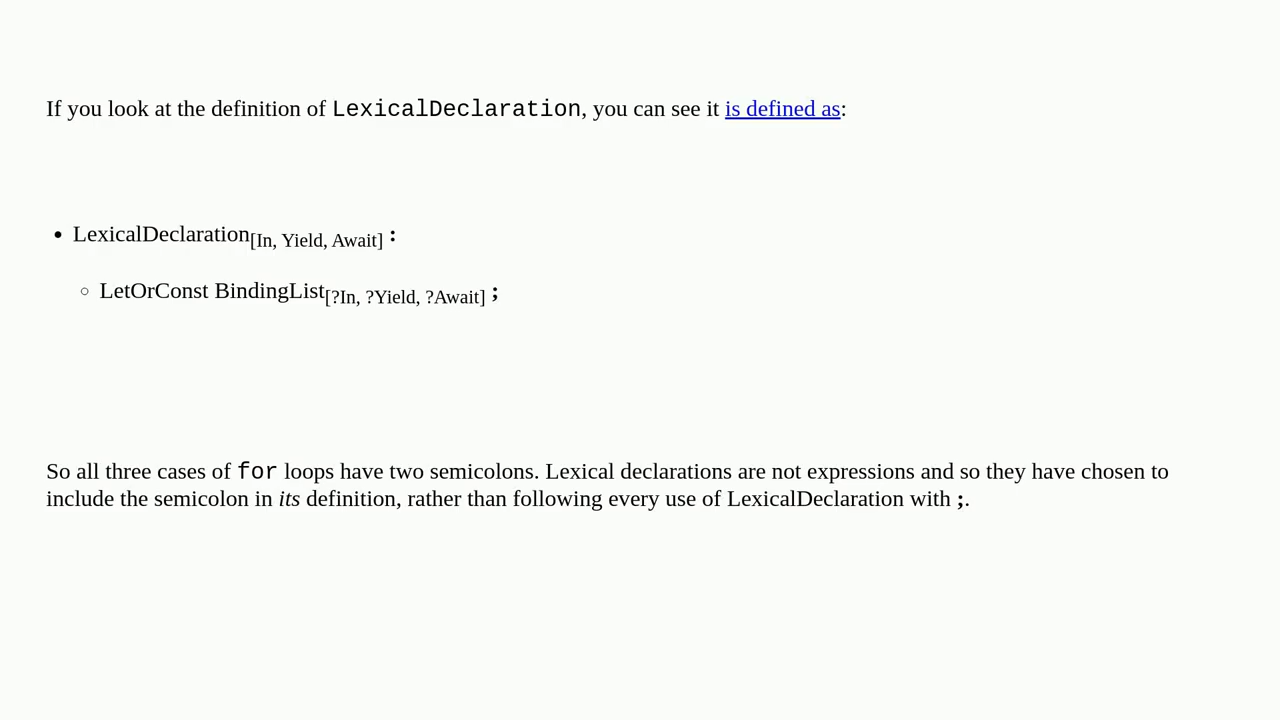 If you look at the definition of LexicalDeclaration, you can see it is defined as:
• LexicalDeclaration[In, Yield, Await] :
○ LetOrConst BindingList[?In, ?Yield, ?Await] ;
So all three cases of for loops have two semicolons. Lexical declarations are not expressions and so they have chosen to
include the semicolon in its definition, rather than following every use of LexicalDeclaration with ;.